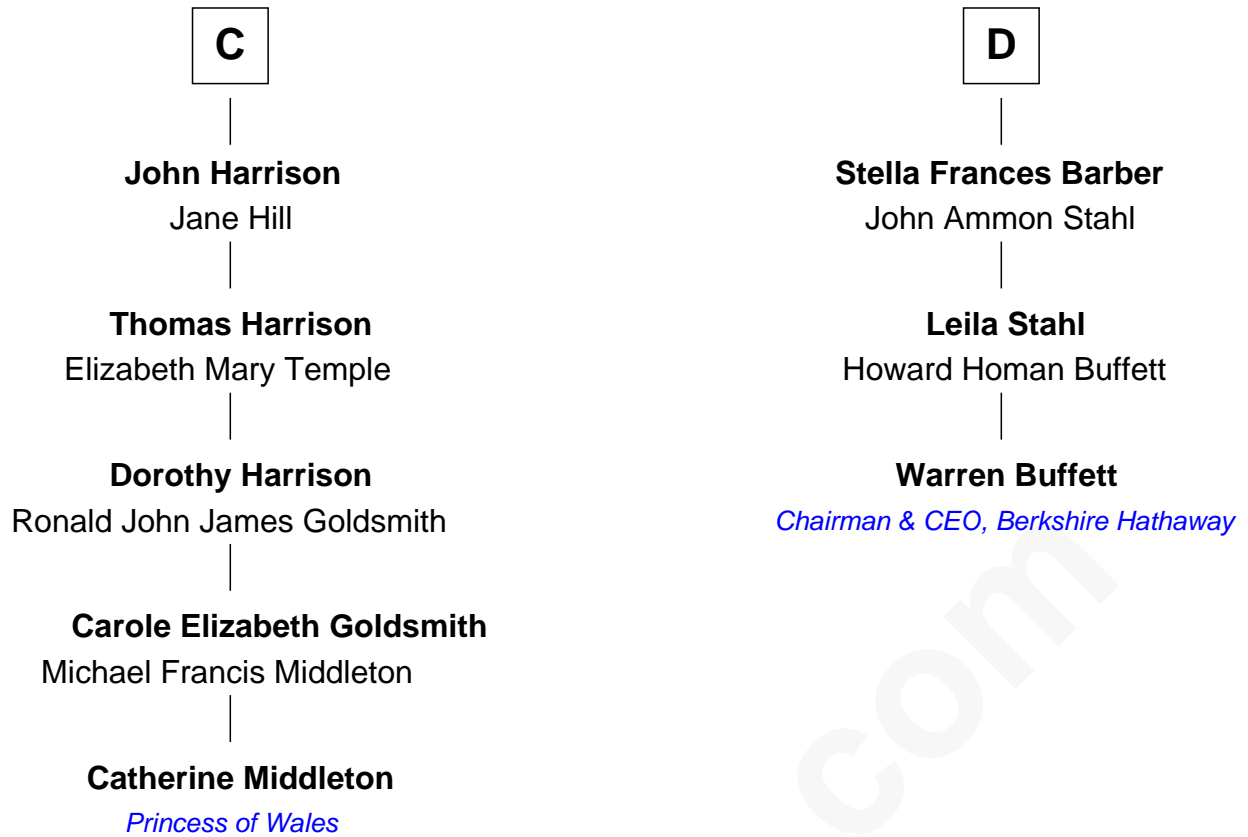 C
John Harrison
Jane Hill
Thomas Harrison
Elizabeth Mary Temple
Dorothy Harrison
Ronald John James Goldsmith
Carole Elizabeth Goldsmith
Michael Francis Middleton
Catherine Middleton
Princess of Wales
D
Stella Frances Barber
John Ammon Stahl
Leila Stahl
Howard Homan Buffett
Warren Buffett
Chairman & CEO, Berkshire Hathaway
com